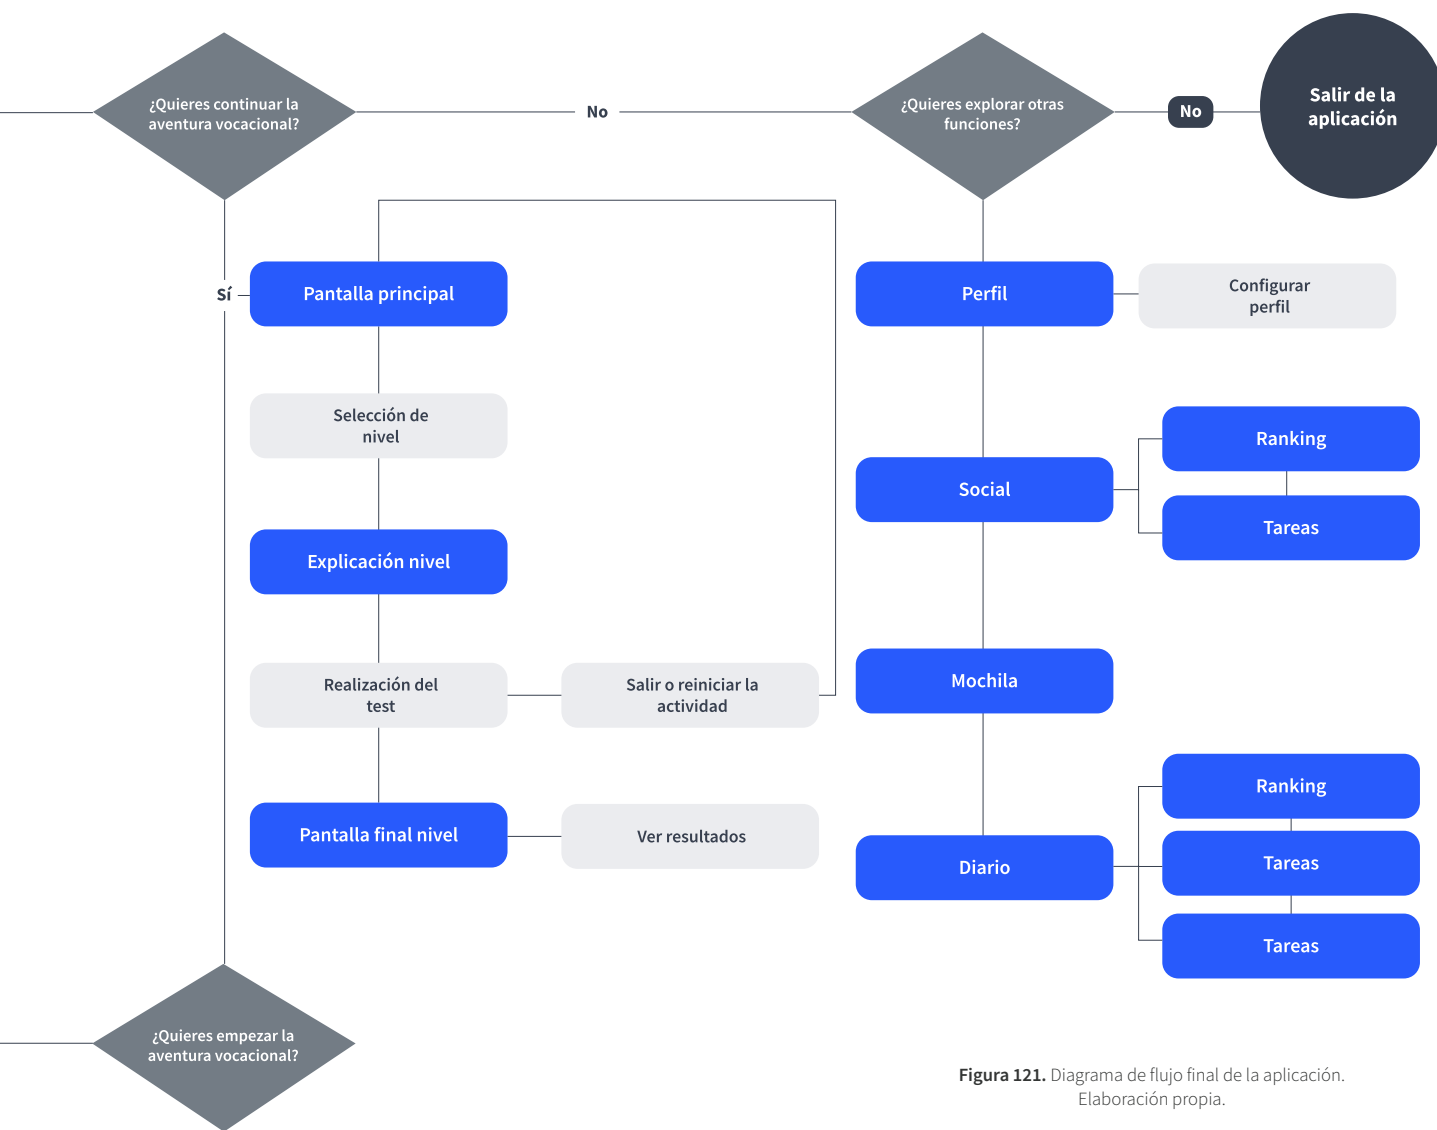 ¿Quieres continuar la
aventura vocacional?
No
¿Quieres explorar otras
funciones?
No
Salir de la
aplicación
Sí
Pantalla principal
Selección de
nivel
Explicación nivel
Realización del
test
Salir o reiniciar la
actividad
Pantalla final nivel
Ver resultados
¿Quieres empezar la
aventura vocacional?
Perfil
Configurar
perfil
Social
Ranking
Tareas
Mochila
Diario
Ranking
Tareas
Tareas
Figura 121. Diagrama de flujo final de la aplicación.
Elaboración propia.